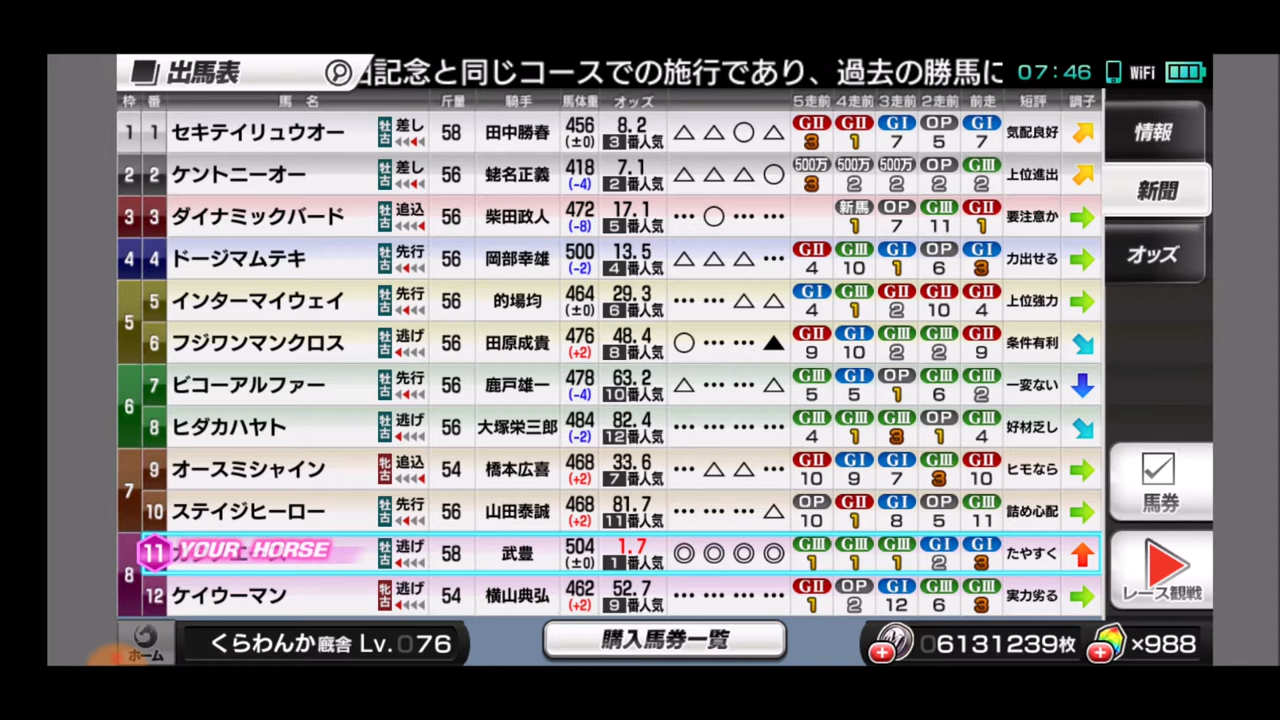 出馬表 記念と同じコースでの施行であり、過去の勝馬に 07:46 WiFi
枠 番 馬名 斤量 騎手 馬体重 オッズ 5走前 4走前 3走前 2走前 前走 短評 調子
1 1 セキテイリュウオー 牡古 差し 58 田中勝春 456 (±0) 8.2 3番人気 △ △ ○ △ GII 3 GII 1 GI 7 OP 5 GI 7 気配良好
2 2 ケントニーオー 牡古 差し 56 蛯名正義 418 (-4) 7.1 2番人気 △ △ △ ○ 500万 3 500万 2 500万 2 OP 2 GIII 2 上位進出
3 3 ダイナミックバード 牡古 追込 56 柴田政人 472 (-8) 17.1 5番人気 … ○ … … 新馬 1 OP 7 GIII 11 GII 1 要注意か
4 4 ドージマムテキ 牡古 先行 56 岡部幸雄 500 (-2) 13.5 4番人気 △ △ △ … GII 4 GIII 10 GI 1 OP 6 GI 3 力出せる
5 5 インターマイウェイ 牡古 先行 56 的場均 464 (±0) 29.3 6番人気 … … △ △ GI 4 GIII 1 GII 2 GII 10 GII 4 上位強力
6 フジワンマンクロス 牡古 逃げ 56 田原成貴 476 (+2) 48.4 8番人気 ○ … … ▲ GII 9 GI 10 GIII 2 GIII 2 GII 9 条件有利
6 7 ビコーアルファー 牡古 先行 56 鹿戸雄一 478 (-4) 63.2 10番人気 △ … … △ GIII 5 GI 5 OP 1 GIII 6 GIII 2 一変ない
8 ヒダカハヤト 牡古 逃げ 56 大塚栄三郎 484 (-2) 82.4 12番人気 … … … … GIII 4 GIII 1 GIII 3 OP 1 GIII 4 好材乏し
7 9 オースミシャイン 牝古 追込 54 橋本広喜 468 (+2) 33.6 7番人気 … △ △ … GII 10 GI 9 GI 7 GIII 3 GII 10 ヒモなら
10 ステイジヒーロー 牡古 先行 56 山田泰誠 468 (+2) 81.7 11番人気 … … … △ OP 10 GII 1 GI 8 OP 5 GIII 11 詰め心配
8 11 YOUR HORSE 牡古 逃げ 58 武豊 504 (±0) 1.7 1番人気 ◎ ◎ ◎ ◎ GIII 1 GIII 1 GIII 1 GI 2 GI 3 たやすく
12 ケイウーマン 牝古 逃げ 54 横山典弘 462 (+2) 52.7 9番人気 … … … … GII 1 OP 2 GIII 12 GI 6 GII 3 実力劣る
情報
新聞
オッズ
馬券
レース観戦
ホーム くらわんか 厩舎 Lv.076 購入馬券一覧 06131239枚 ×988